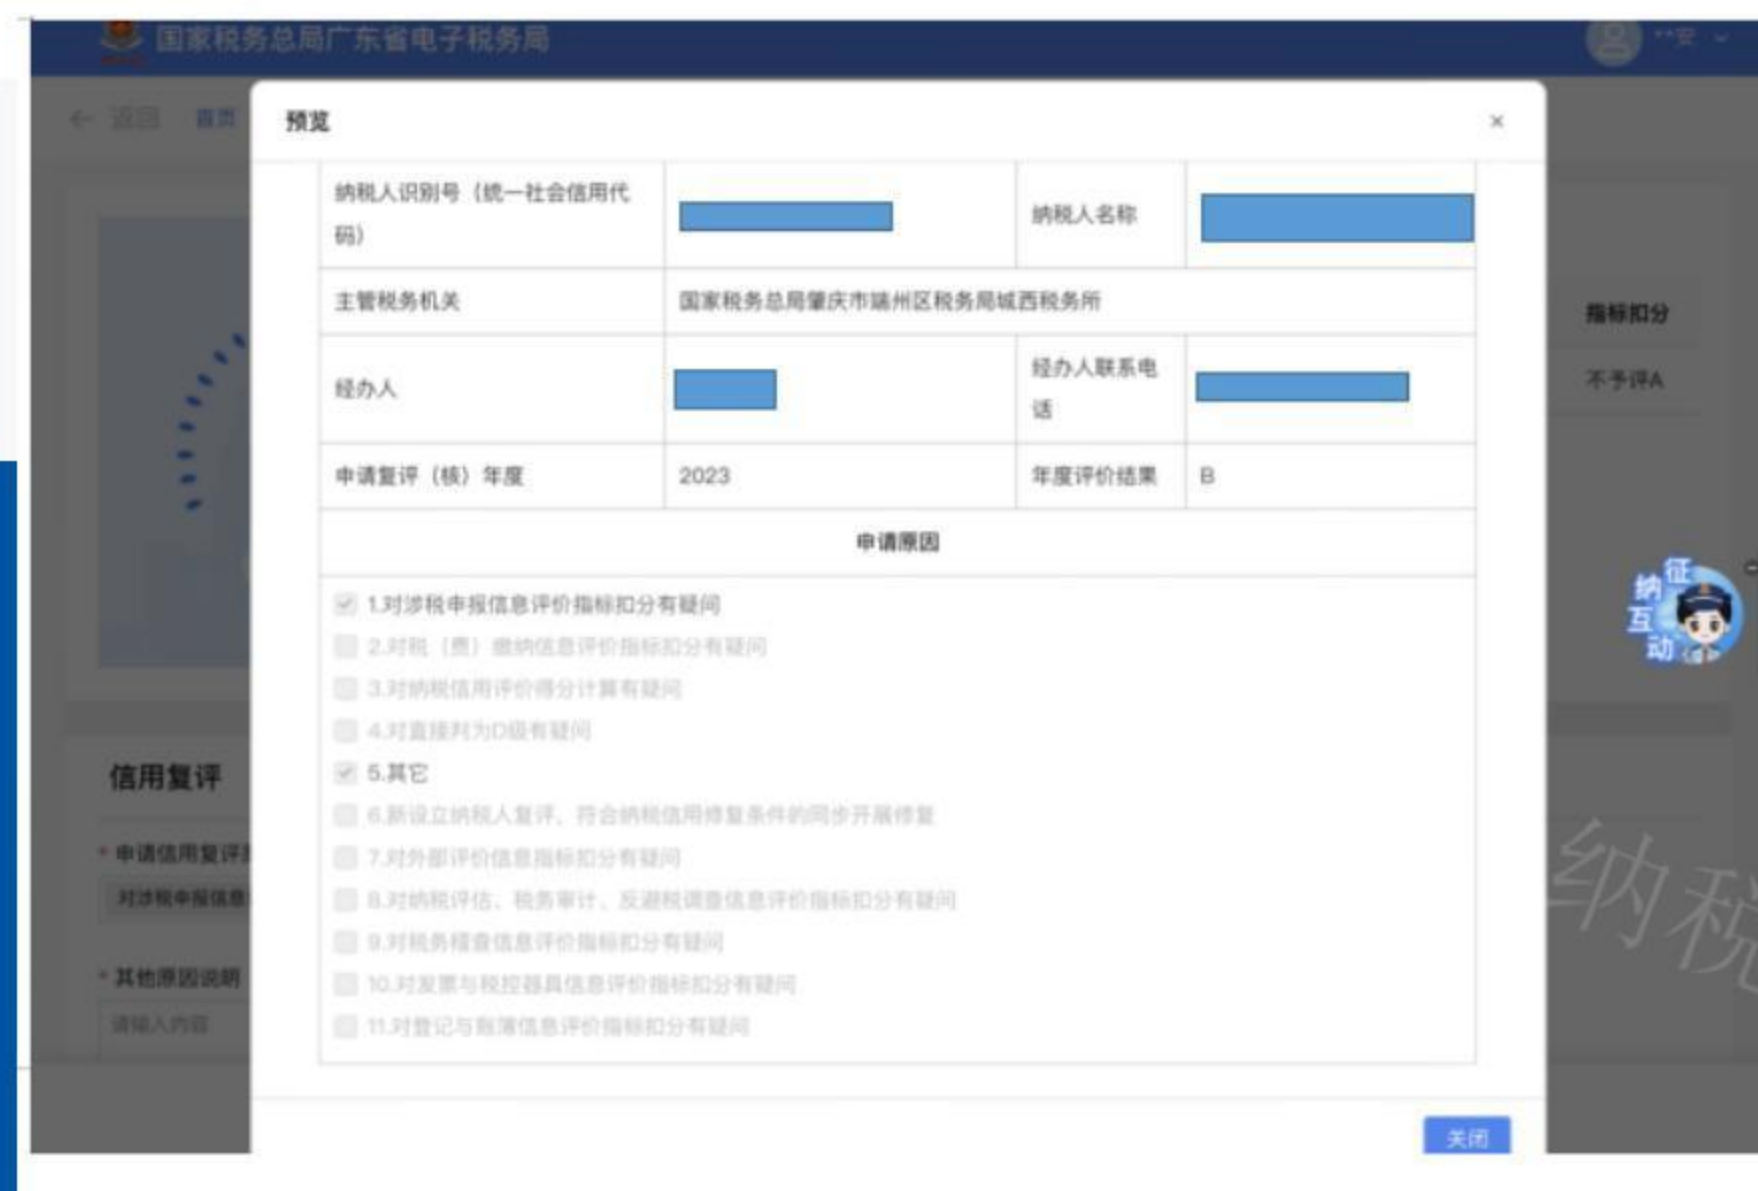 国家税务总局广东省电子税务局
**安
← 返回 首页
预览
×
纳税人识别号（统一社会信用代
码）
纳税人名称
主管税务机关 国家税务总局肇庆市端州区税务局城西税务所
经办人
经办人联系电
话
申请复评（核）年度 2023 年度评价结果 B
申请原因
1.对涉税申报信息评价指标扣分有疑问
2.对税（费）缴纳信息评价指标扣分有疑问
3.对纳税信用评价得分计算有疑问
4.对直接判为D级有疑问
5.其它
6.新设立纳税人复评、符合纳税信用修复条件的同步开展修复
7.对外部评价信息指标扣分有疑问
8.对纳税评估、税务审计、反避税调查信息评价指标扣分有疑问
9.对税务稽查信息评价指标扣分有疑问
10.对发票与税控器具信息评价指标扣分有疑问
11.对登记与账簿信息评价指标扣分有疑问
关闭
指标扣分
不予评A
征纳互动
信用复评
* 申请信用复评
对涉税申报信息
* 其他原因说明
请输入内容
纳税